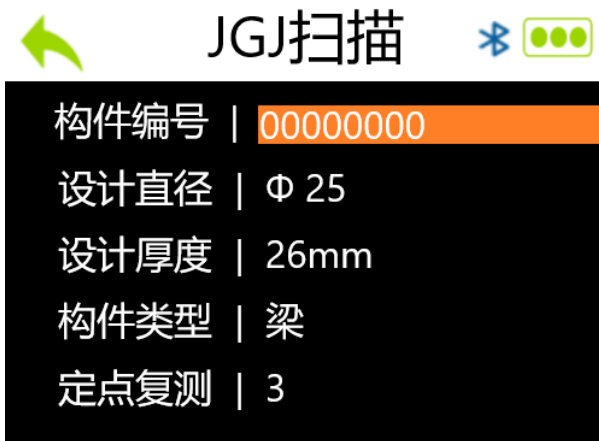 JGJ扫描
构件编号 | 00000000
设计直径 | Φ 25
设计厚度 | 26mm
构件类型 | 梁
定点复测 | 3